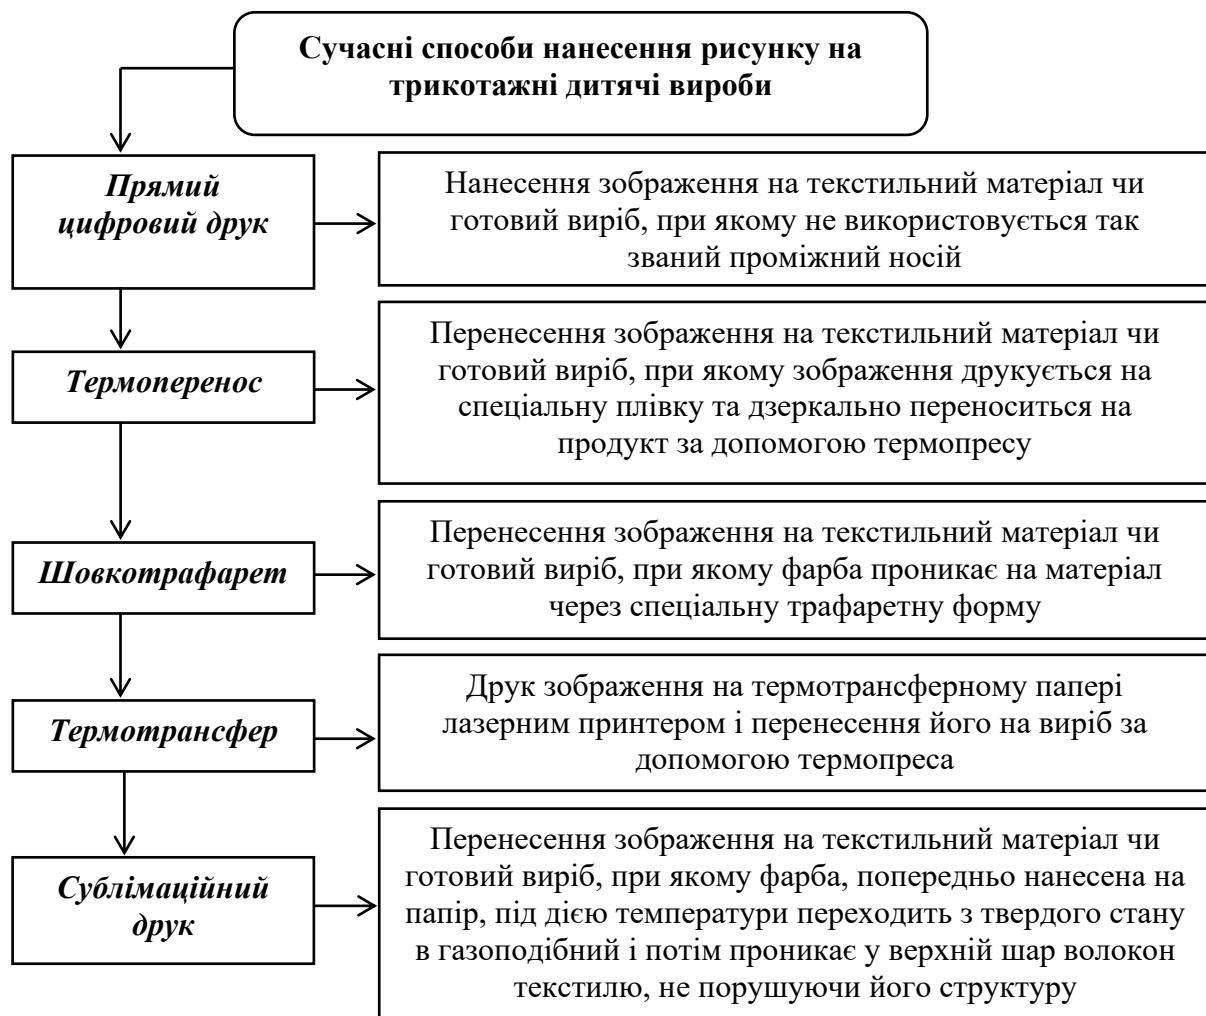 Сучасні способи нанесення рисунку на
трикотажні дитячі вироби
Прямий
цифровий друк
Нанесення зображення на текстильний матеріал чи
готовий виріб, при якому не використовується так
званий проміжний носій
Термоперенос
Перенесення зображення на текстильний матеріал чи
готовий виріб, при якому зображення друкується на
спеціальну плівку та дзеркально переноситься на
продукт за допомогою термопресу
Шовкотрафарет
Перенесення зображення на текстильний матеріал чи
готовий виріб, при якому фарба проникає на матеріал
через спеціальну трафаретну форму
Термотрансфер
Друк зображення на термотрансферному папері
лазерним принтером і перенесення його на виріб за
допомогою термопреса
Сублімаційний
друк
Перенесення зображення на текстильний матеріал чи
готовий виріб, при якому фарба, попередньо нанесена на
папір, під дією температури переходить з твердого стану
в газоподібний і потім проникає у верхній шар волокон
текстилю, не порушуючи його структуру